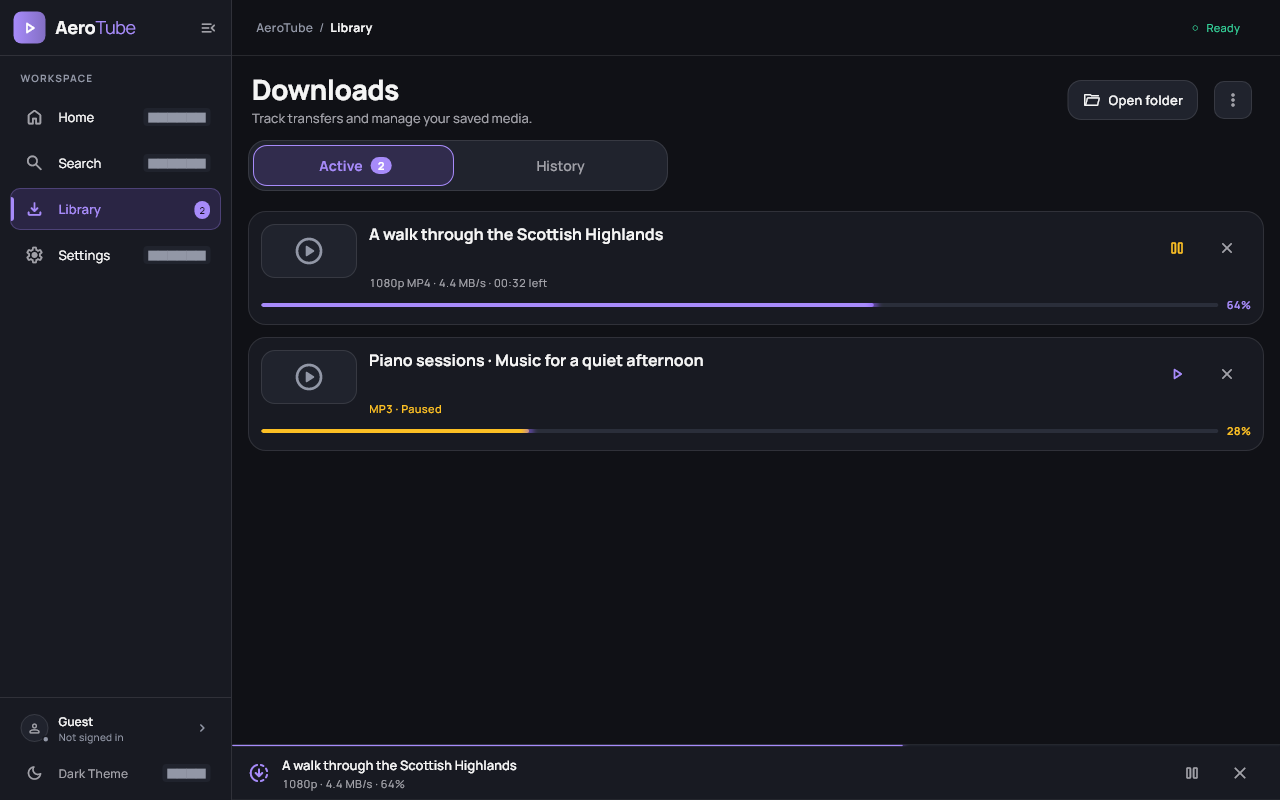 AeroTube
AeroTube / Library
Ready
WORKSPACE
Home
Search
Library 2
Settings
Downloads
Track transfers and manage your saved media.
Open folder
Active 2
History
A walk through the Scottish Highlands
1080p MP4 · 4.4 MB/s · 00:32 left
64%
Piano sessions · Music for a quiet afternoon
MP3 · Paused
28%
Guest
Not signed in
Dark Theme
A walk through the Scottish Highlands
1080p · 4.4 MB/s · 64%